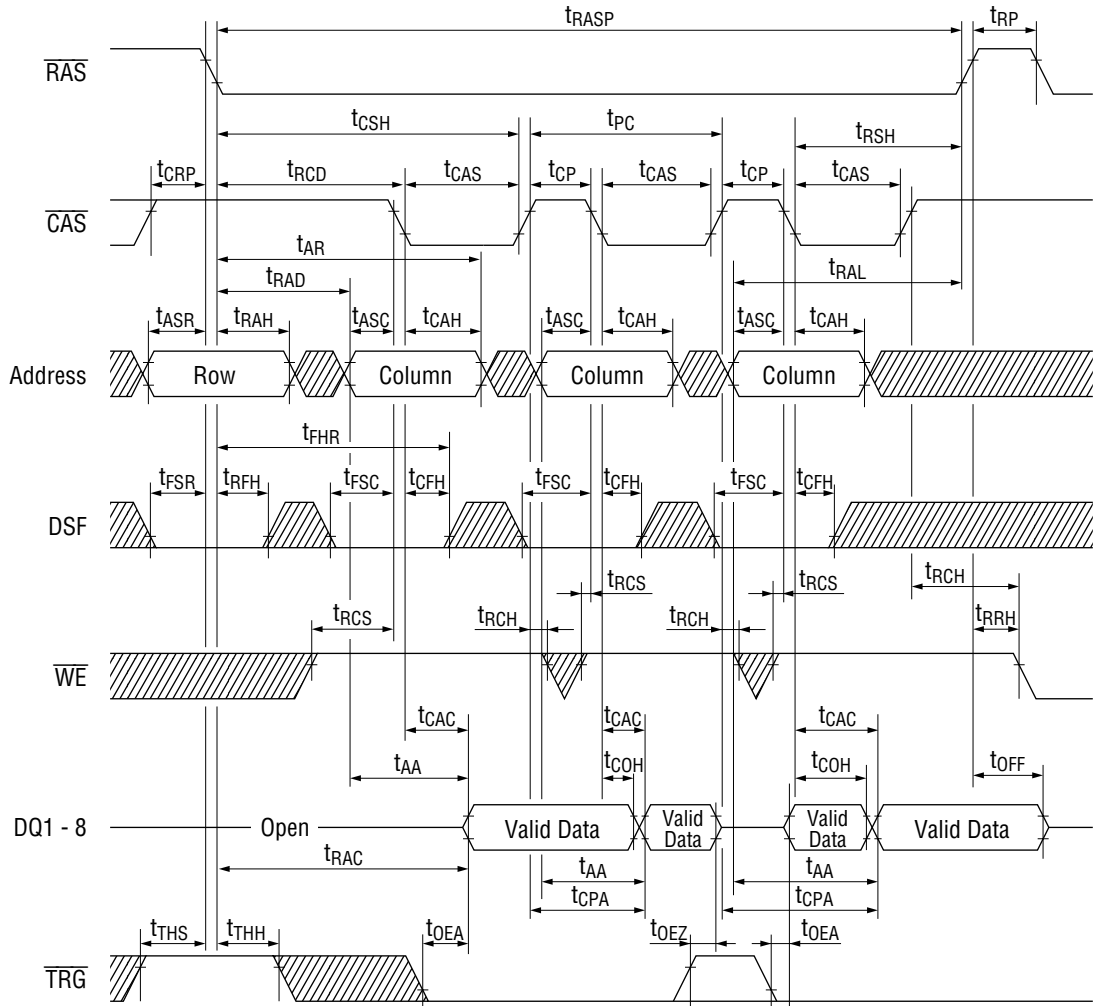 tRASP tRP
RAS
tCSH tPC tRSH
tCRP tRCD tCAS tCP tCAS tCP tCAS
CAS
tAR
tRAD tRAL
tASR tRAH tASC tCAH tASC tCAH tASC tCAH
Address Row Column Column Column
tFHR
tFSR tRFH tFSC tCFH tFSC tCFH tFSC tCFH
DSF
tRCS tRCS tRCH
tRCS tRCH tRCH tRRH
WE
tCAC tCAC tCAC
tAA tCOH tCOH tOFF
DQ1 - 8 Open Valid Data Valid Data Valid Data Valid Data
tRAC tAA tAA
tCPA tCPA
tTHS tTHH tOEA tOEZ tOEA
TRG